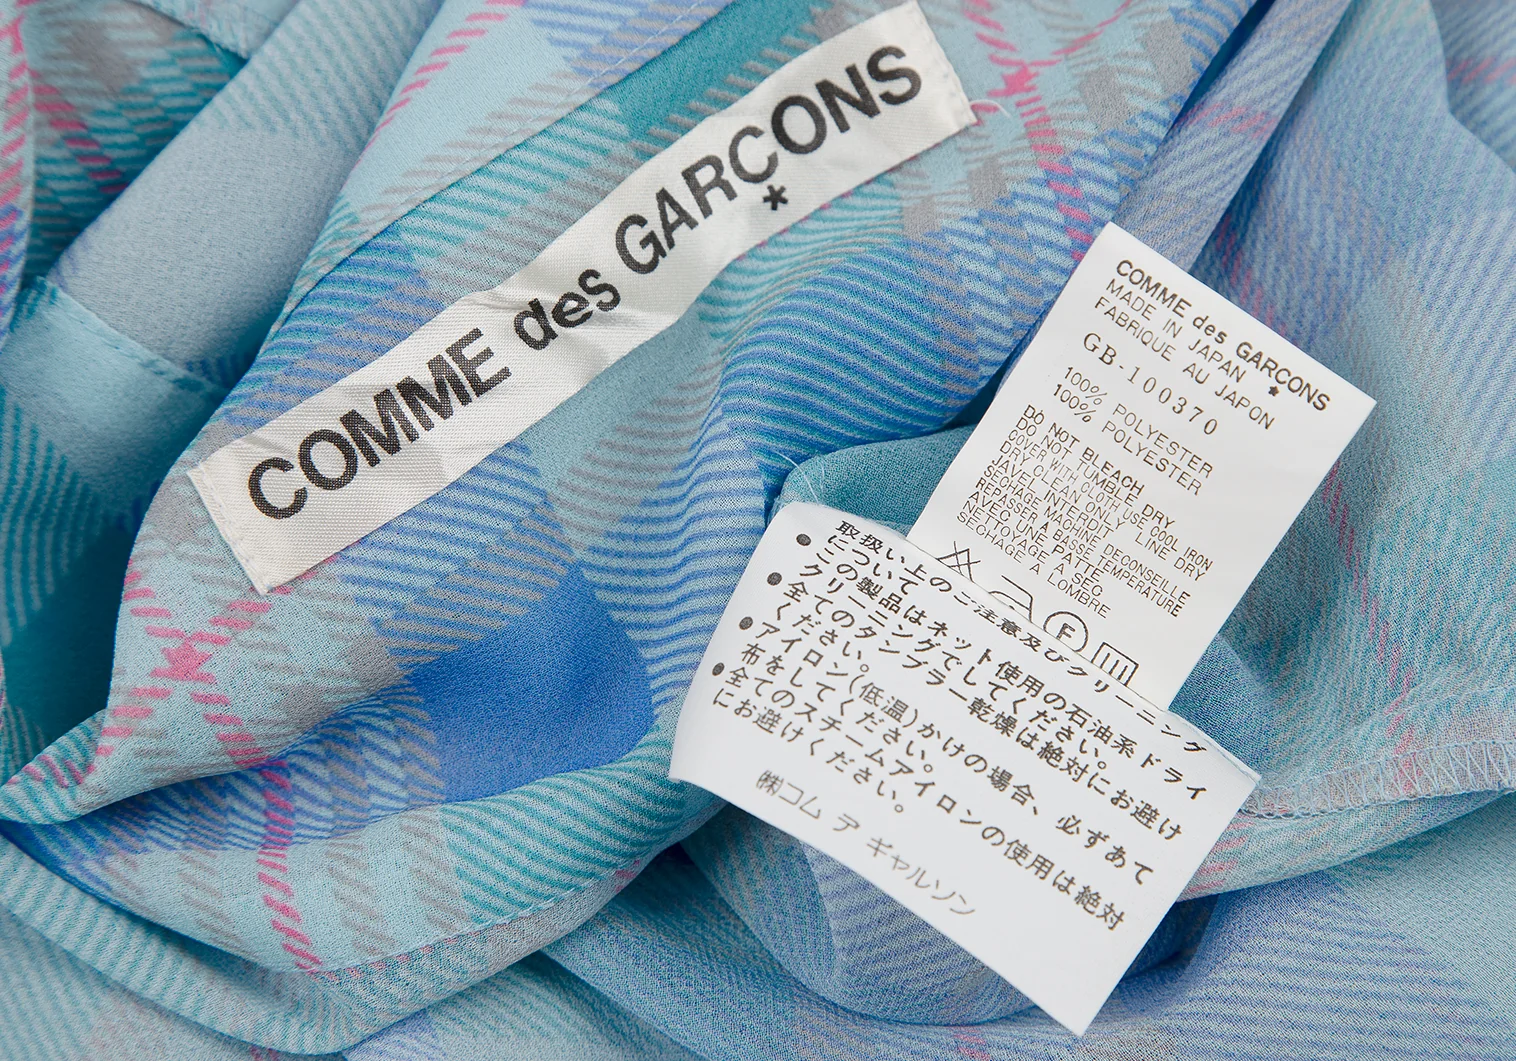 COMME des GARÇONS
*
COMME des GARÇONS
*
MADE IN JAPAN
FABRIQUE AU JAPON
GB-100370
100% POLYESTER
100% POLYESTER
DO NOT BLEACH
DO NOT TUMBLE DRY
COVER WITH CLOTH USE COOL IRON
DRY CLEAN ONLY LINE DRY
JAVEL INTERDIT
SECHAGE A MACHINE DECONSEILLE
REPASSER A BASSE TEMPERATURE
AVEC UNE PATTE
NETTOYAGE A SEC
SECHAGE A LOMBRE
F
取扱い上のご注意及びクリーニング
について
●この製品はネット使用の石油系ドライ
クリーニングでしてください。
●全てのタンブラー乾燥は絶対にお避け
ください。
●アイロン(低温)かけの場合、必ずあて
布をしてください。
●全てのスチームアイロンの使用は絶対
にお避けください。
㈱コム デ ギャルソン